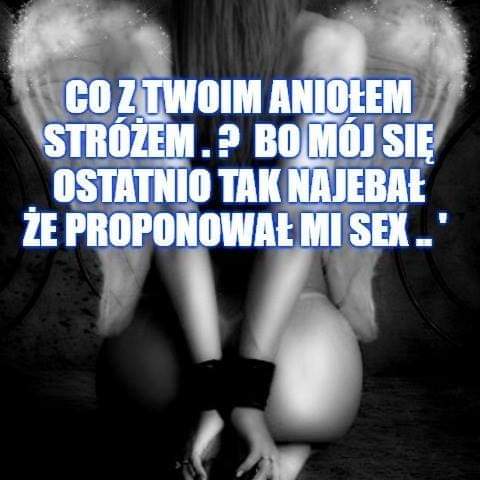 CO Z TWOIM ANIOŁEM
STRÓŻEM . ? BO MÓJ SIĘ
OSTATNIO TAK NAJEBAŁ
ŻE PROPONOWAŁ MI SEX .. '